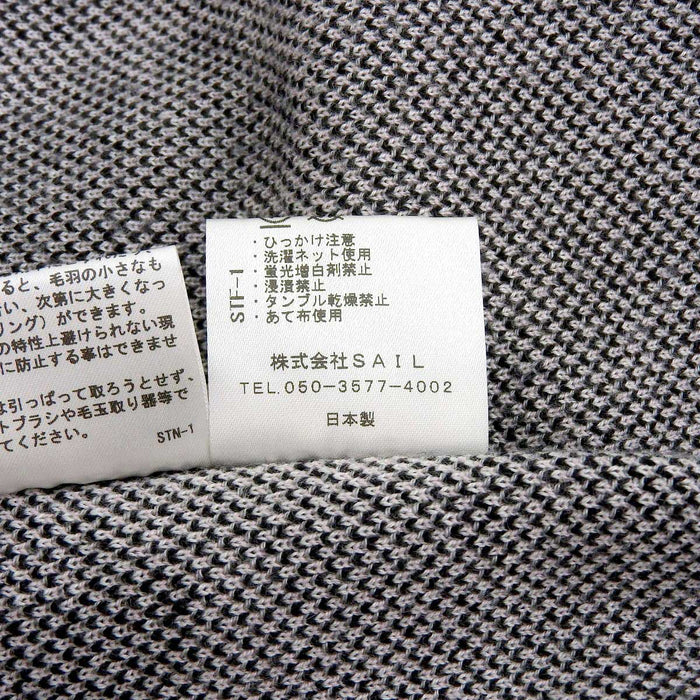 ると、毛羽の小さなも
い、次第に大きくなっ
リング）ができます。
の特性上避けられない現
に防止する事はできませ
は引っぱって取ろうとせず、
トブラシや毛玉取り器等で
てください。
STN-1
・ひっかけ注意
・洗濯ネット使用
・蛍光増白剤禁止
・浸漬禁止
・タンブル乾燥禁止
・あて布使用
STF-1
株式会社SAIL
TEL.050-3577-4002
日本製